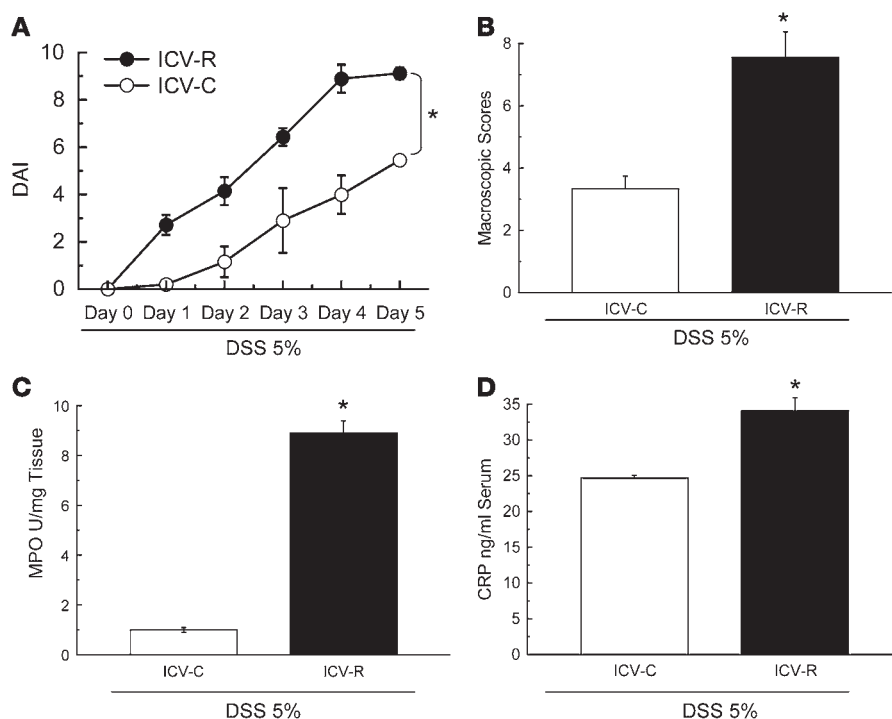 A
10
8
6
4
2
0
DAI
ICV-R
ICV-C
*
Day 0 Day 1 Day 2 Day 3 Day 4 Day 5
DSS 5%
B
8
6
4
2
0
Macroscopic Scores
*
ICV-C ICV-R
DSS 5%
C
10
8
6
4
2
0
MPO U/mg Tissue
*
ICV-C ICV-R
DSS 5%
D
35
30
25
20
15
10
5
0
CRP ng/ml Serum
*
ICV-C ICV-R
DSS 5%